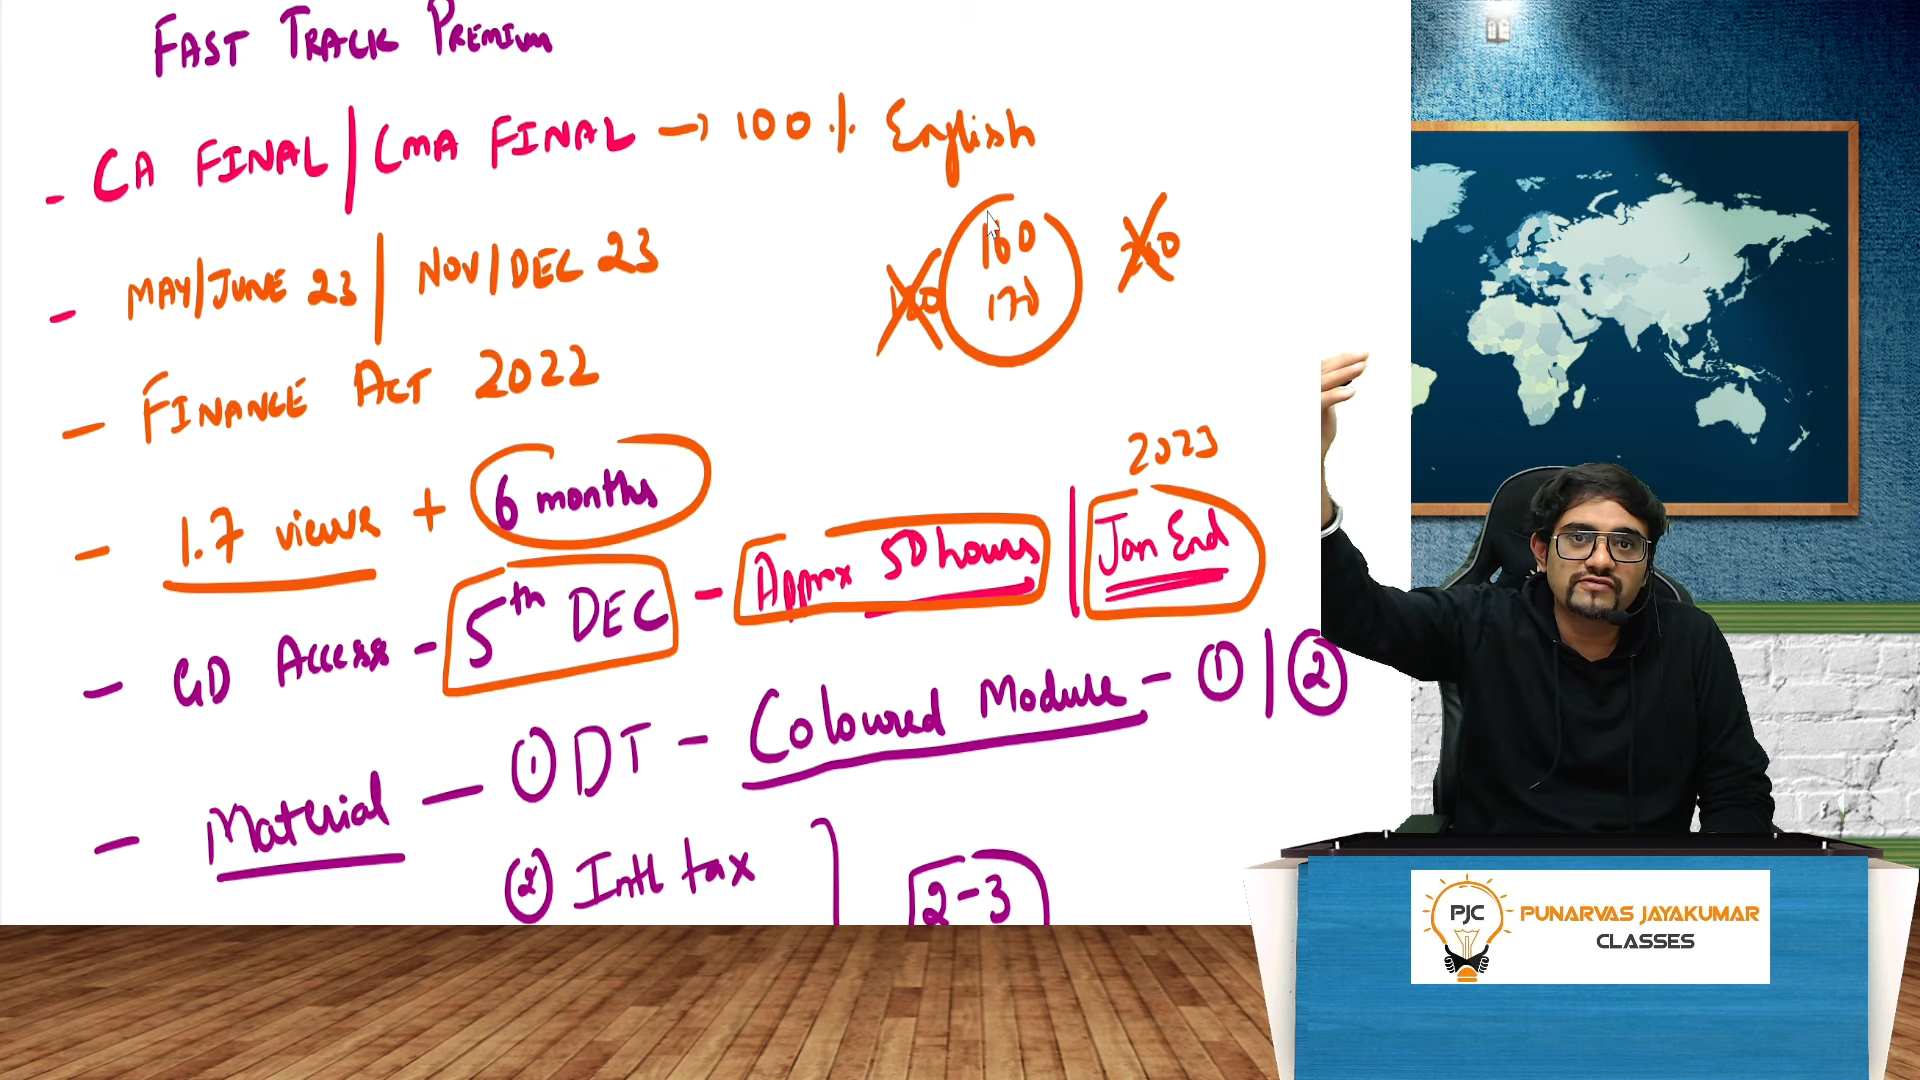 FAST TRACK PREMIUM
- CA FINAL | CMA FINAL → 100 % English
- MAY/JUNE 23 | NOV/DEC 23
160
170
- FINANCE ACT 2022
- 1.7 views + 6 months
2023
- GD Access - 5th DEC - Approx 50 hours | Jan End
- Material - ① DT - Coloured Module - ① | ②
② Intl tax
2-3
PJC PUNARVAS JAYAKUMAR
CLASSES